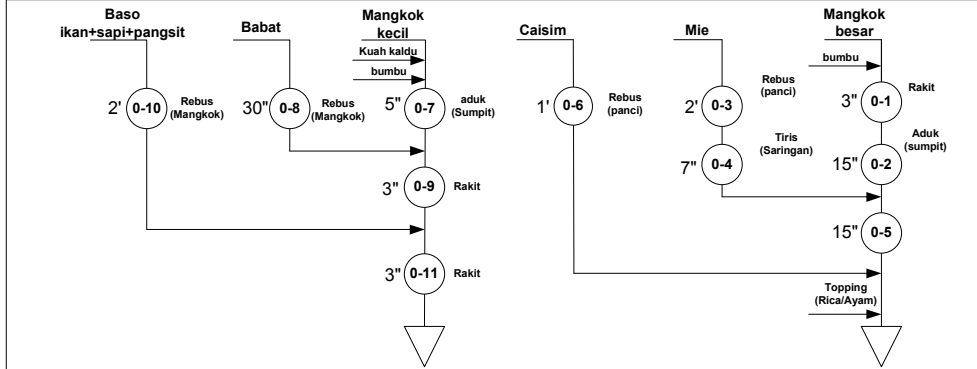 Baso
ikan+sapi+pangsit
Babat
Mangkok
kecil
Kuah kaldu
bumbu
2'
0-10
Rebus
(Mangkok)
30"
0-8
Rebus
(Mangkok)
5"
0-7
aduk
(Sumpit)
3"
0-9
Rakit
3"
0-11
Rakit
Caisim
Mie
Mangkok
besar
bumbu
1'
0-6
Rebus
(panci)
2'
0-3
Rebus
(panci)
7"
0-4
Tiris
(Saringan)
3"
0-1
Rakit
15"
0-2
Aduk
(sumpit)
15"
0-5
Topping
(Rica/Ayam)